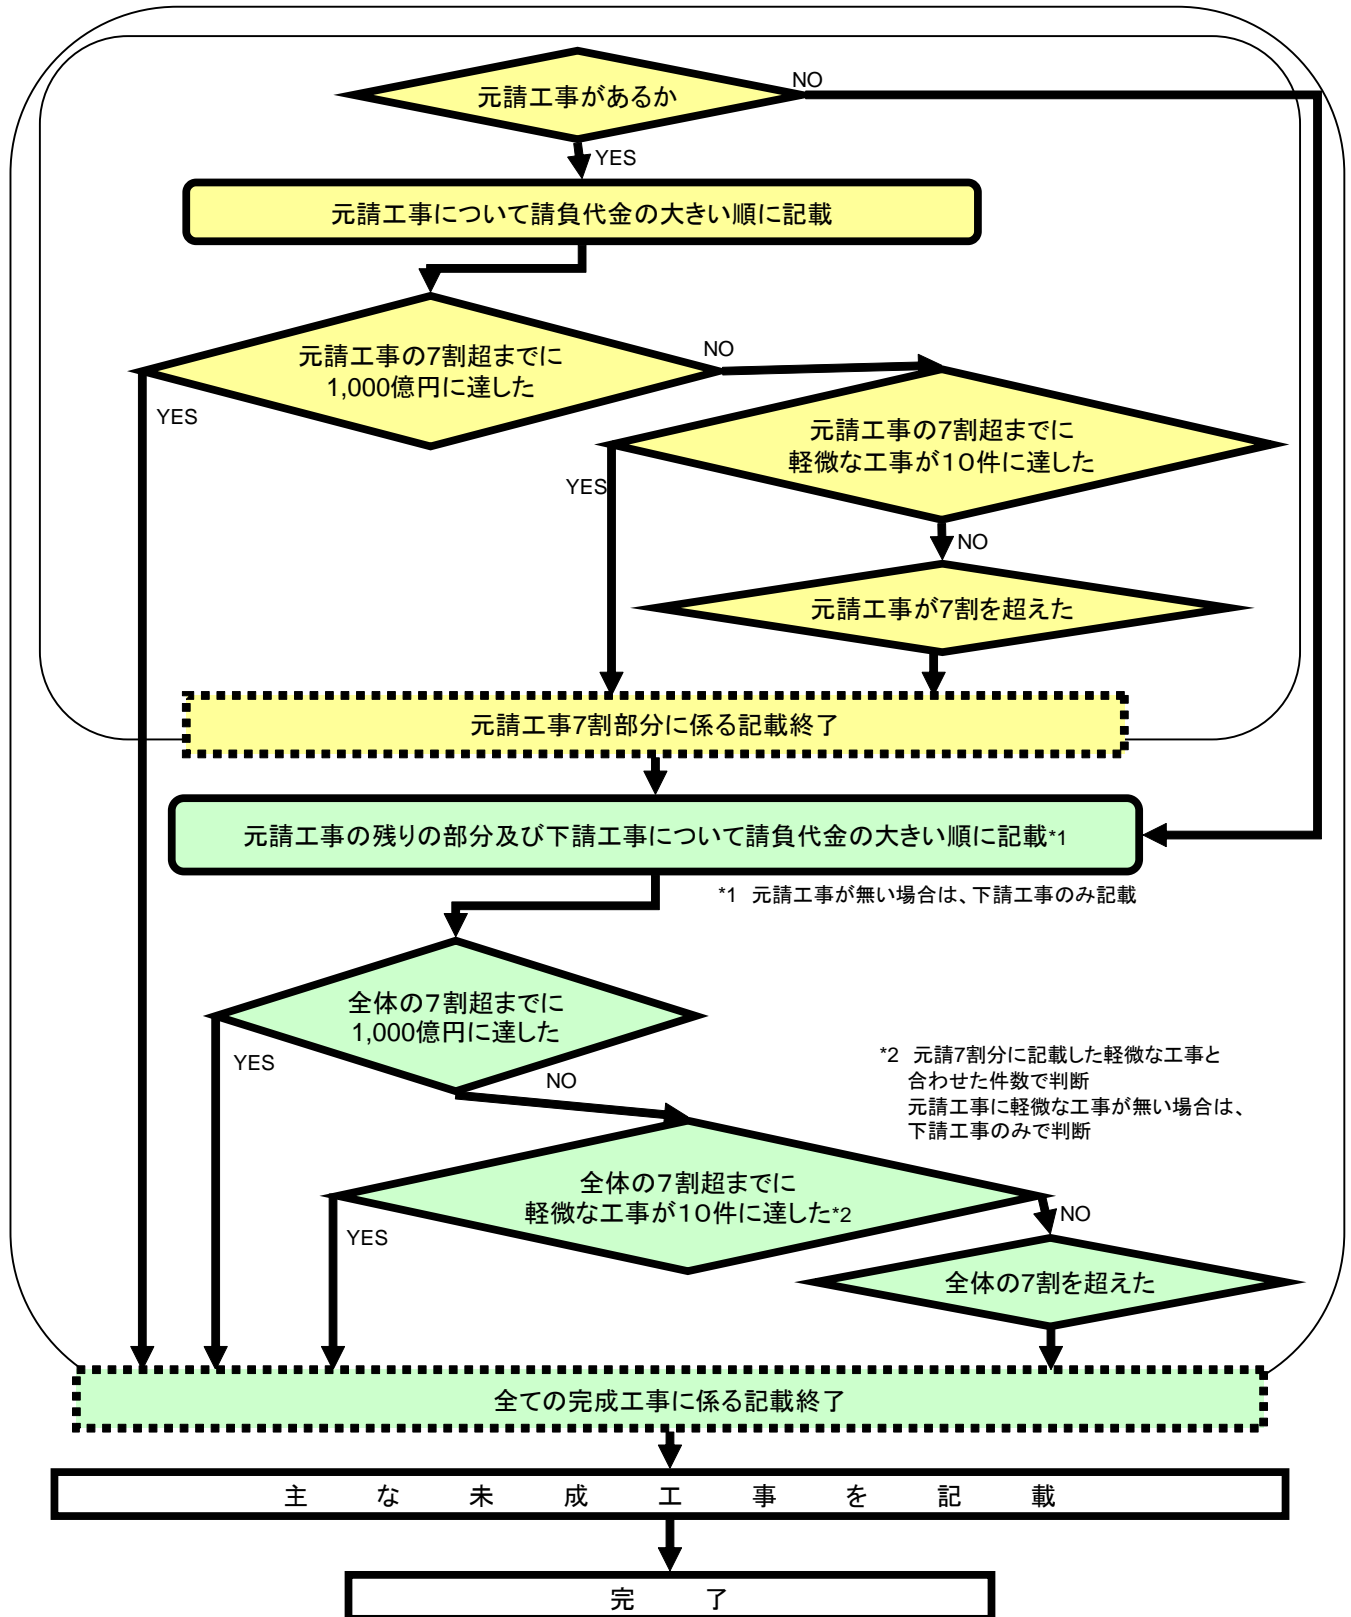 元請工事があるか
NO
YES
元請工事について請負代金の大きい順に記載
元請工事の7割超までに
1,000億円に達した
NO
YES
元請工事の7割超までに
軽微な工事が10件に達した
YES
NO
元請工事が7割を超えた
元請工事7割部分に係る記載終了
元請工事の残りの部分及び下請工事について請負代金の大きい順に記載*1
*1 元請工事が無い場合は、下請工事のみ記載
全体の7割超までに
1,000億円に達した
YES
NO
*2 元請7割分に記載した軽微な工事と
合わせた件数で判断
元請工事に軽微な工事が無い場合は、
下請工事のみで判断
全体の7割超までに
軽微な工事が10件に達した*2
YES
NO
全体の7割を超えた
全ての完成工事に係る記載終了
主な未成工事を記載
完了